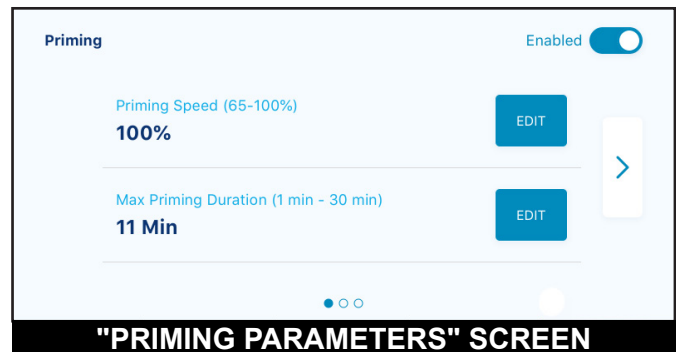 Priming
Enabled
Priming Speed (65-100%)
100%
EDIT
Max Priming Duration (1 min - 30 min)
11 Min
EDIT
"PRIMING PARAMETERS" SCREEN